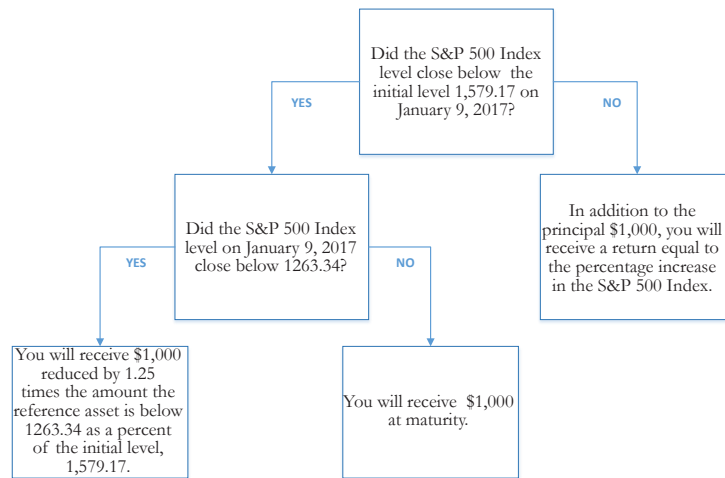 Did the S&P 500 Index
level close below the
initial level 1,579.17 on
January 9, 2017?
YES
NO
Did the S&P 500 Index
level on January 9, 2017
close below 1263.34?
In addition to the
principal $1,000, you will
receive a return equal to
the percentage increase
in the S&P 500 Index.
YES
NO
You will receive $1,000
reduced by 1.25
times the amount the
reference asset is below
1263.34 as a percent
of the initial level,
1,579.17.
You will receive $1,000
at maturity.